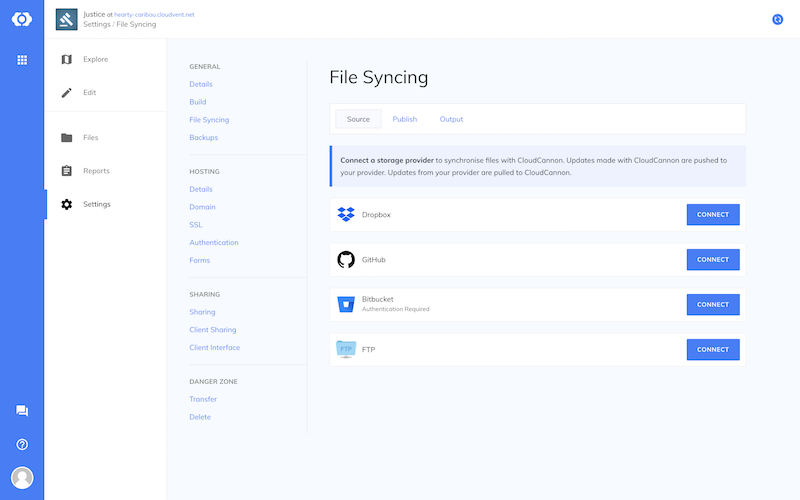 Justice at hearty-caribou.cloudvent.net
Settings / File Syncing
Explore
Edit
Files
Reports
Settings
GENERAL
Details
Build
File Syncing
Backups
HOSTING
Details
Domain
SSL
Authentication
Forms
SHARING
Sharing
Client Sharing
Client Interface
DANGER ZONE
Transfer
Delete
File Syncing
Source Publish Output
Connect a storage provider to synchronise files with CloudCannon. Updates made with CloudCannon are pushed to
your provider. Updates from your provider are pulled to CloudCannon.
Dropbox CONNECT
GitHub CONNECT
Bitbucket
Authentication Required CONNECT
FTP FTP CONNECT